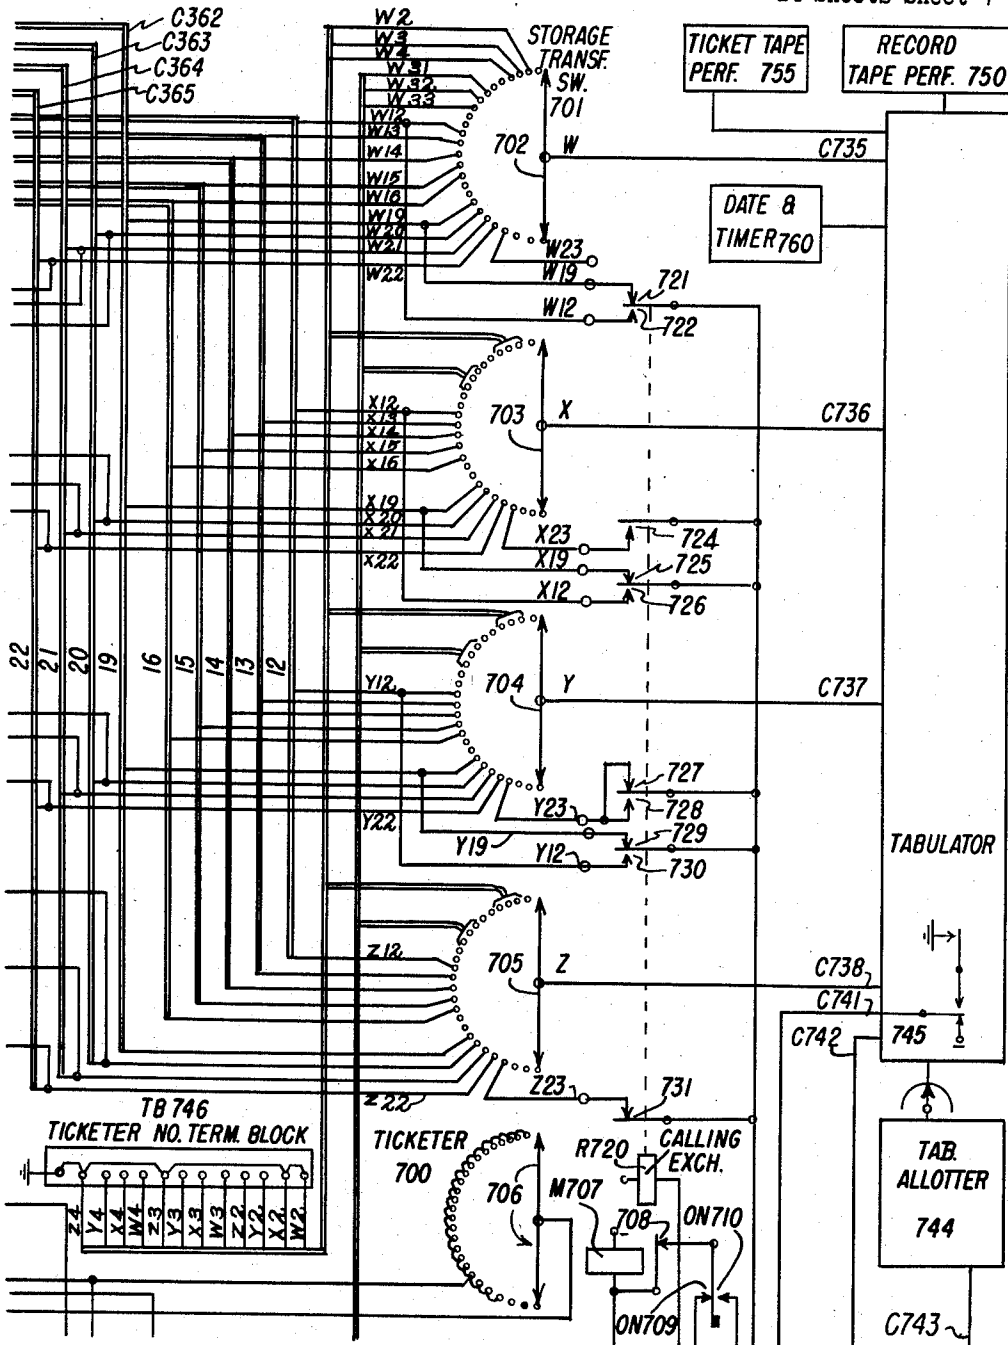 C362
C363
C364
C365
W2
W3
W4
W31
W32
W33
W12
W13
W14
W15
W16
W19
W20
W21
W22
STORAGE
TRANSF.
SW.
701
702
W
TICKET TAPE
PERF. 755
RECORD
TAPE PERF. 750
C735
DATE &
TIMER 760
W23
W19
W12
721
722
703
X
C736
X12
X13
X14
X15
X16
X19
X20
X21
X22
X23
X19
X12
724
725
726
22
21
20
19
16
15
14
13
12
Y12
704
Y
C737
Y22
Y23
Y19
Y12
727
728
729
730
TABULATOR
Z12
705
Z
C738
C741
C742
745
Z22
Z23
731
TB 746
TICKETER NO. TERM. BLOCK
Z4
Y4
X4
W4
Z3
Y3
X3
W3
Z2
Y2
X2
W2
TICKETER
700
706
R720
CALLING
EXCH.
M707
708
ON710
ON709
TAB.
ALLOTTER
744
C743